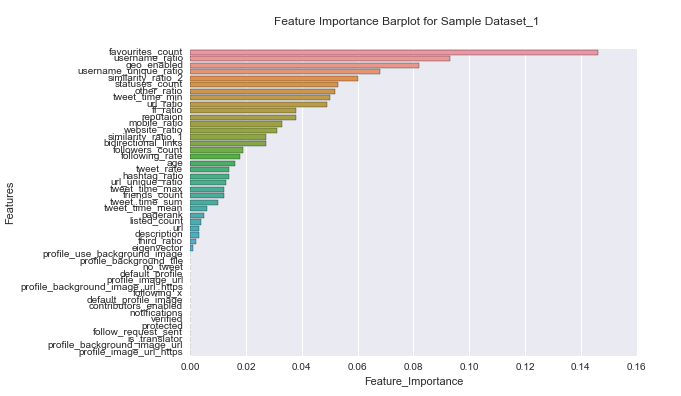 Feature Importance Barplot for Sample Dataset_1
favourites_count
username_ratio
geo_enabled
username_unique_ratio
similarity_ratio_2
statuses_count
other_ratio
tweet_time_min
url_ratio
ff_ratio
reputaion
mobile_ratio
website_ratio
similarity_ratio_1
bidirectional_links
followers_count
following_rate
age
tweet_rate
hashtag_ratio
url_unique_ratio
tweet_time_max
friends_count
tweet_time_sum
tweet_time_mean
pagerank
listed_count
url
description
third_ratio
eigenvector
profile_use_background_image
profile_background_tile
no_tweet
default_profile
profile_image_url
profile_background_image_url_https
following_x
default_profile_image
contributors_enabled
notifications
verified
protected
follow_request_sent
is_translator
profile_background_image_url
profile_image_url_https
Features
0.00 0.02 0.04 0.06 0.08 0.10 0.12 0.14 0.16
Feature_Importance